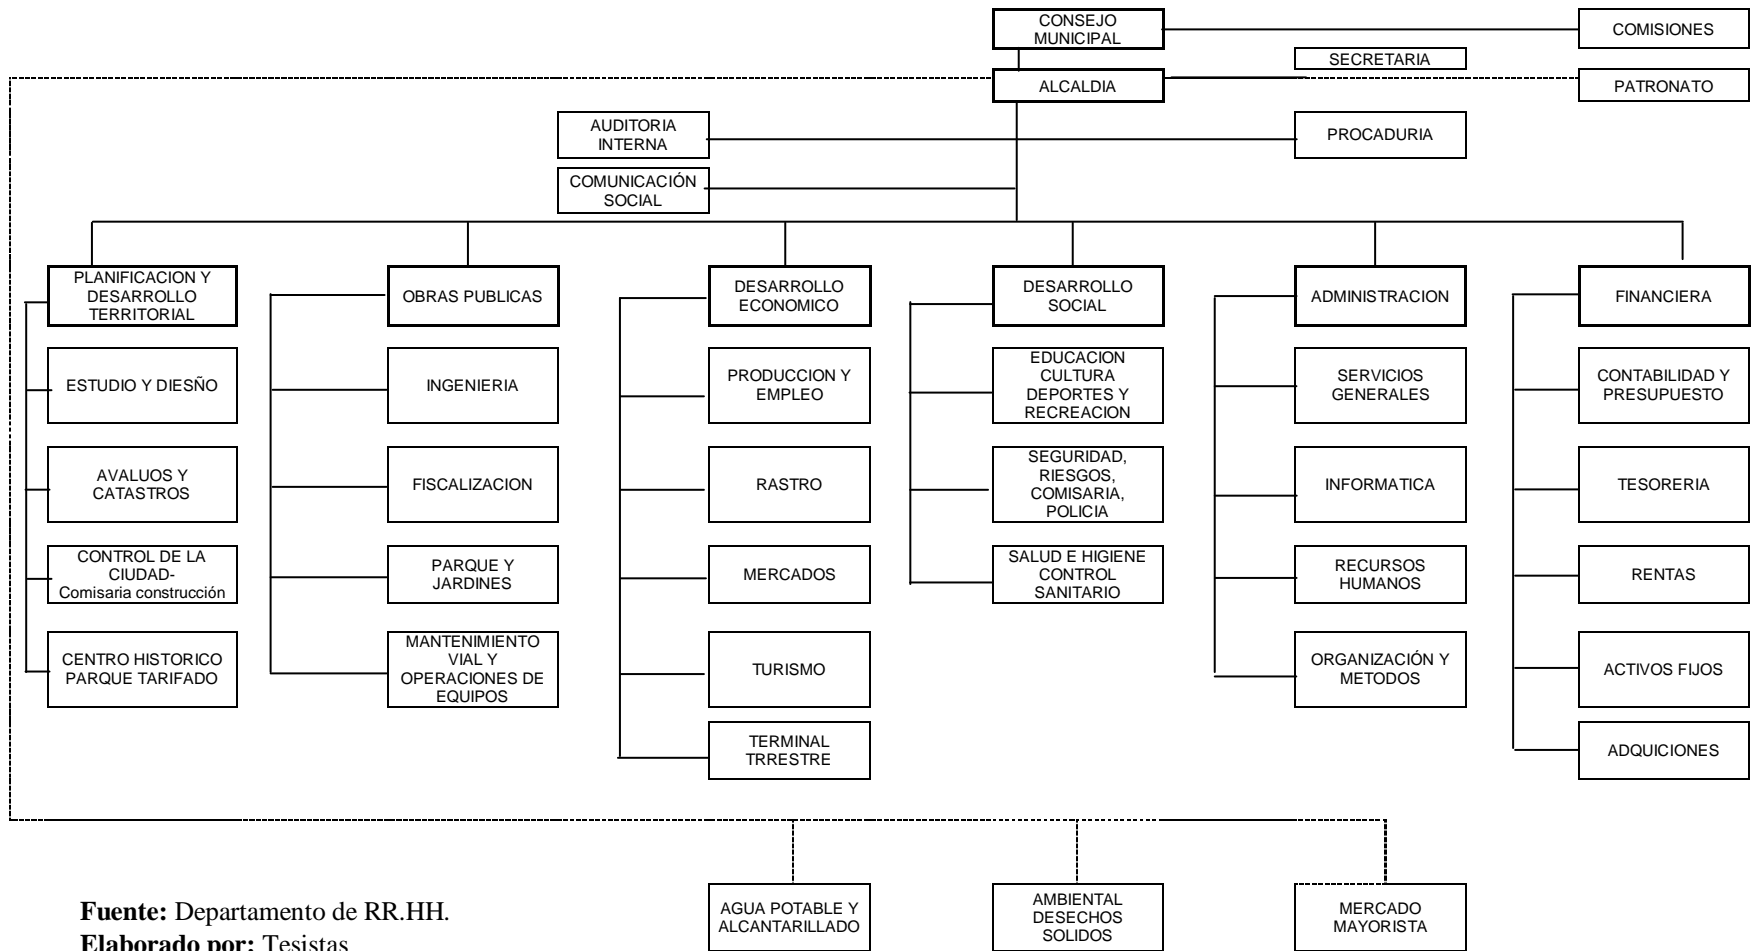 CONSEJO
MUNICIPAL
COMISIONES
SECRETARIA
ALCALDIA
PATRONATO
AUDITORIA
INTERNA
PROCADURIA
COMUNICACIÓN
SOCIAL
PLANIFICACION Y
DESARROLLO
TERRITORIAL
OBRAS PUBLICAS
DESARROLLO
ECONOMICO
DESARROLLO
SOCIAL
ADMINISTRACION
FINANCIERA
ESTUDIO Y DIESÑO
INGENIERIA
PRODUCCION Y
EMPLEO
EDUCACION
CULTURA
DEPORTES Y
RECREACION
SERVICIOS
GENERALES
CONTABILIDAD Y
PRESUPUESTO
AVALUOS Y
CATASTROS
FISCALIZACION
RASTRO
SEGURIDAD,
RIESGOS,
COMISARIA,
POLICIA
INFORMATICA
TESORERIA
CONTROL DE LA
CIUDAD-
Comisaria construcción
PARQUE Y
JARDINES
MERCADOS
SALUD E HIGIENE
CONTROL
SANITARIO
RECURSOS
HUMANOS
RENTAS
CENTRO HISTORICO
PARQUE TARIFADO
MANTENIMIENTO
VIAL Y
OPERACIONES DE
EQUIPOS
TURISMO
ORGANIZACIÓN Y
METODOS
ACTIVOS FIJOS
TERMINAL
TRRESTRE
ADQUICIONES
AGUA POTABLE Y
ALCANTARILLADO
AMBIENTAL
DESECHOS
SOLIDOS
MERCADO
MAYORISTA
Fuente: Departamento de RR.HH.
Elaborado por: Tesistas